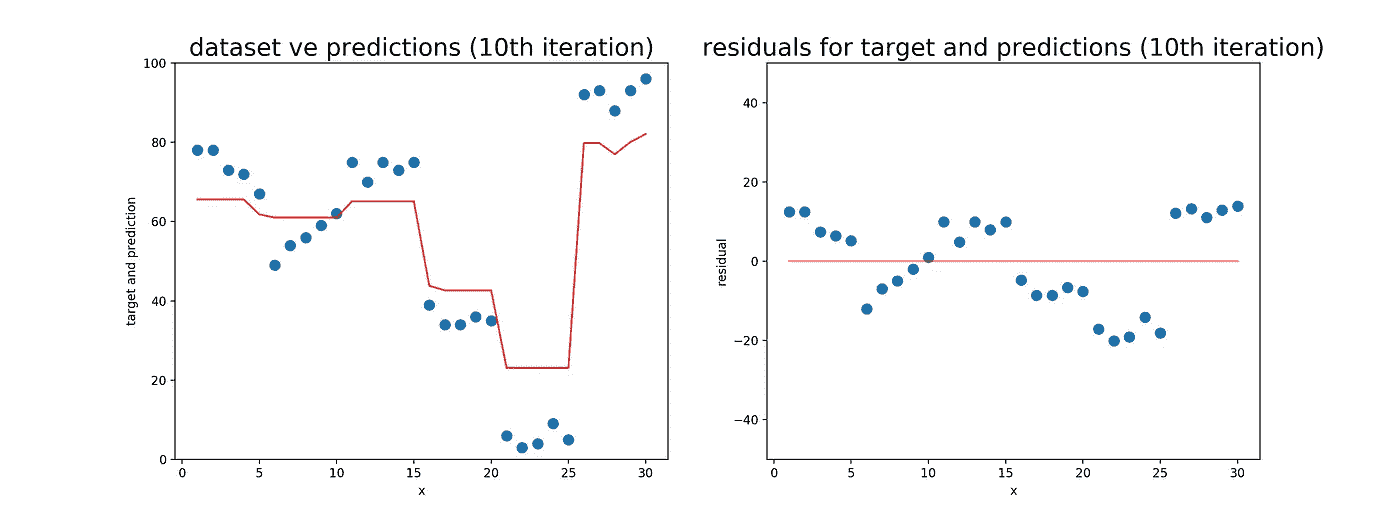 dataset ve predictions (10th iteration)
100
80
60
40
20
0
target and prediction
0 5 10 15 20 25 30
x
residuals for target and predictions (10th iteration)
40
20
0
−20
−40
residual
0 5 10 15 20 25 30
x